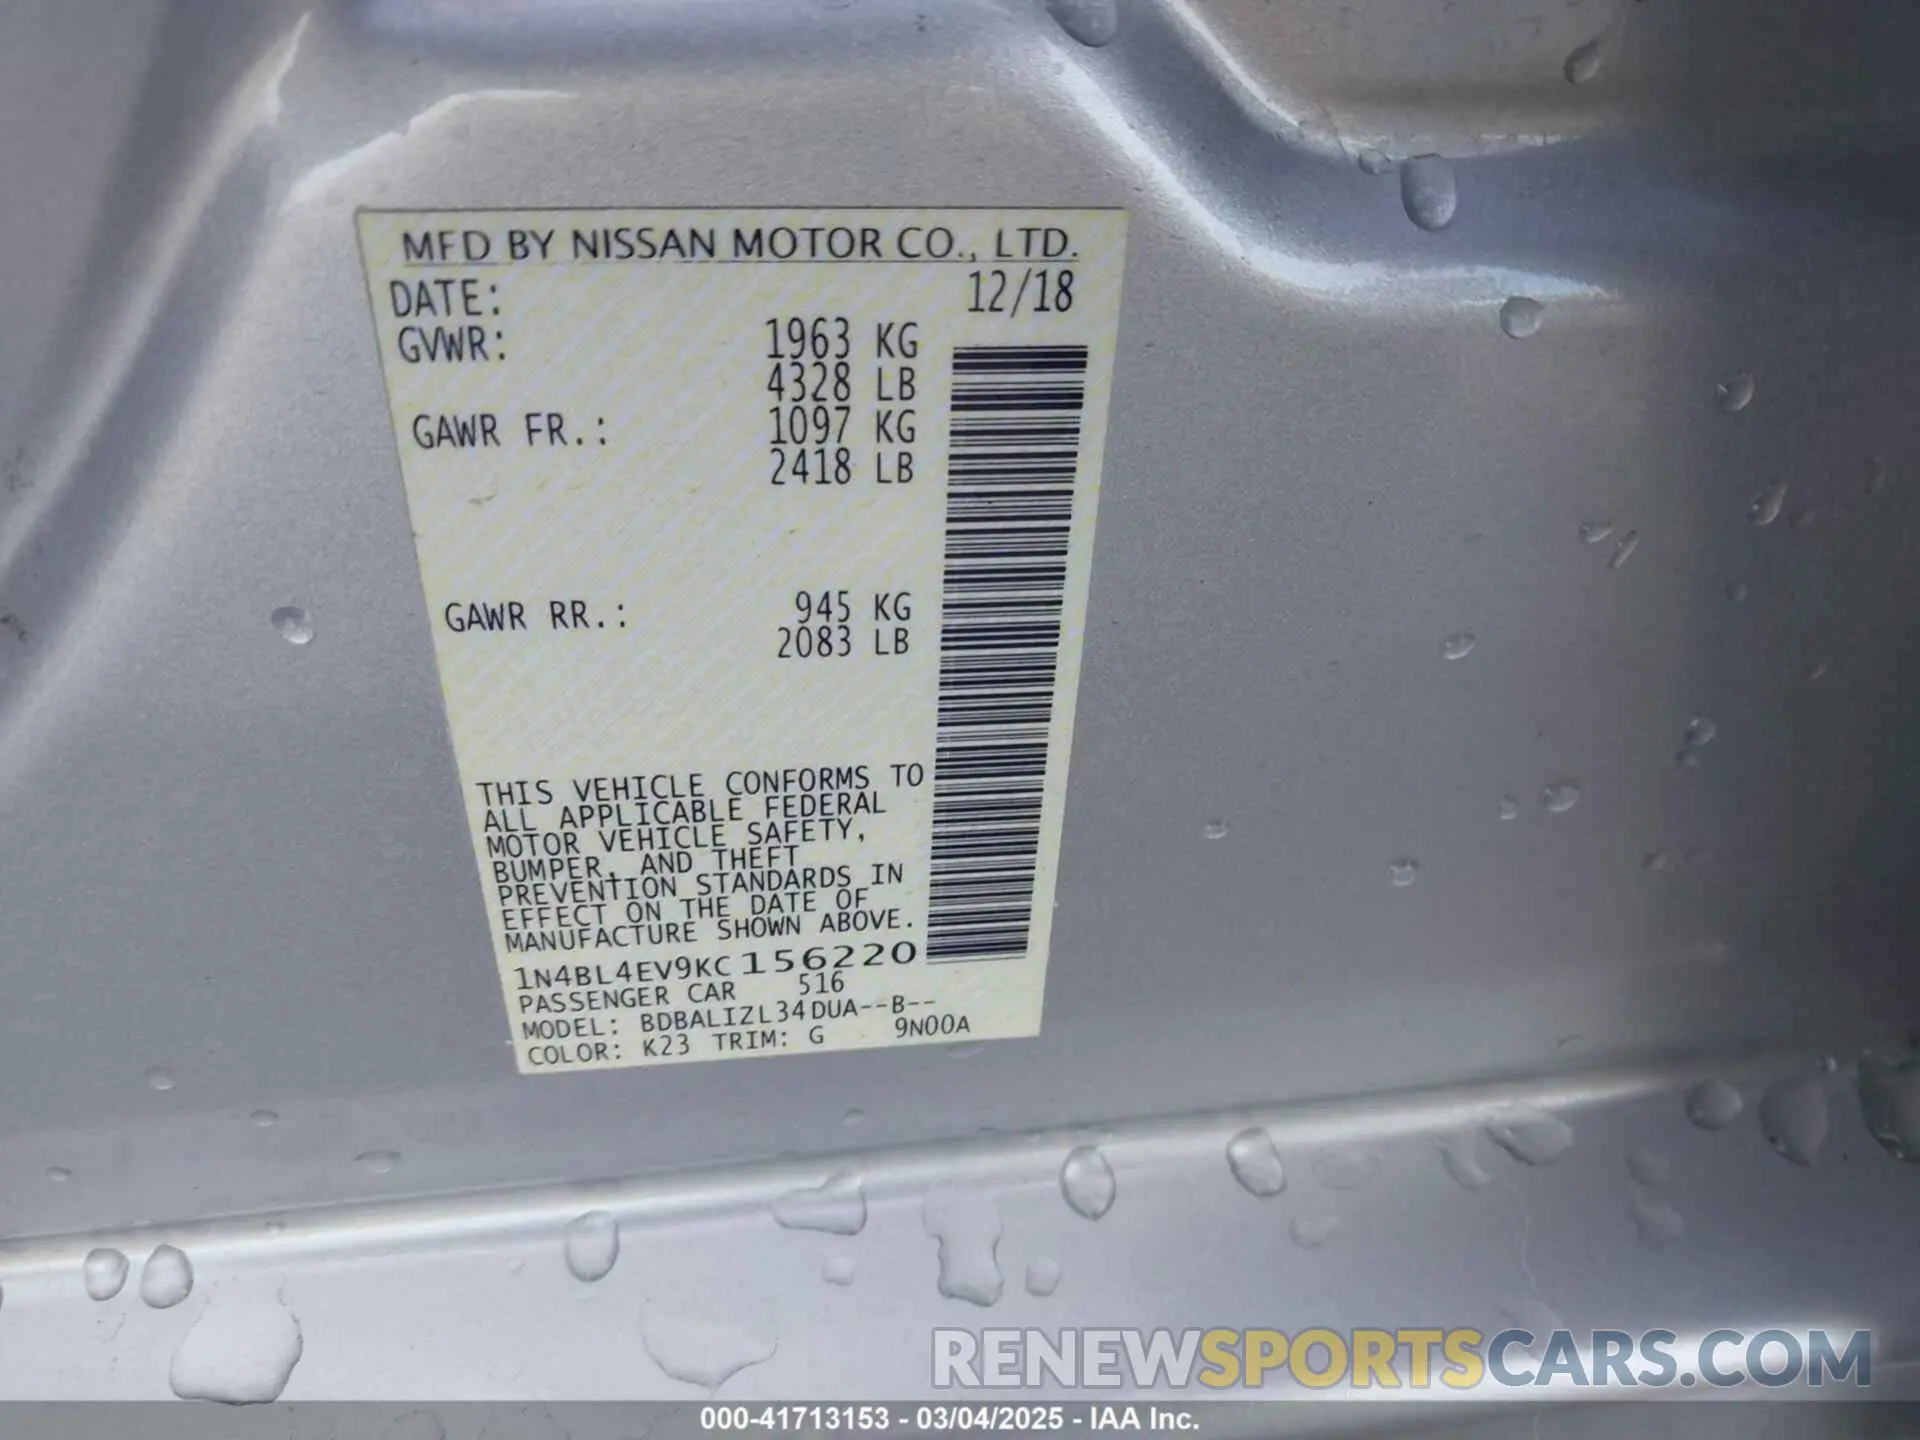 MFD BY NISSAN MOTOR CO., LTD.
DATE: 12/18
GVWR: 1963 KG
4328 LB
GAWR FR.: 1097 KG
2418 LB
GAWR RR.: 945 KG
2083 LB
THIS VEHICLE CONFORMS TO
ALL APPLICABLE FEDERAL
MOTOR VEHICLE SAFETY,
BUMPER, AND THEFT
PREVENTION STANDARDS IN
EFFECT ON THE DATE OF
MANUFACTURE SHOWN ABOVE.
1N4BL4EV9KC156220
PASSENGER CAR 516
MODEL: BDBALIZL34DUA--B--
COLOR: K23 TRIM: G 9N00A
RENEWSPORTSCARS.COM
000-41713153 - 03/04/2025 - IAA Inc.